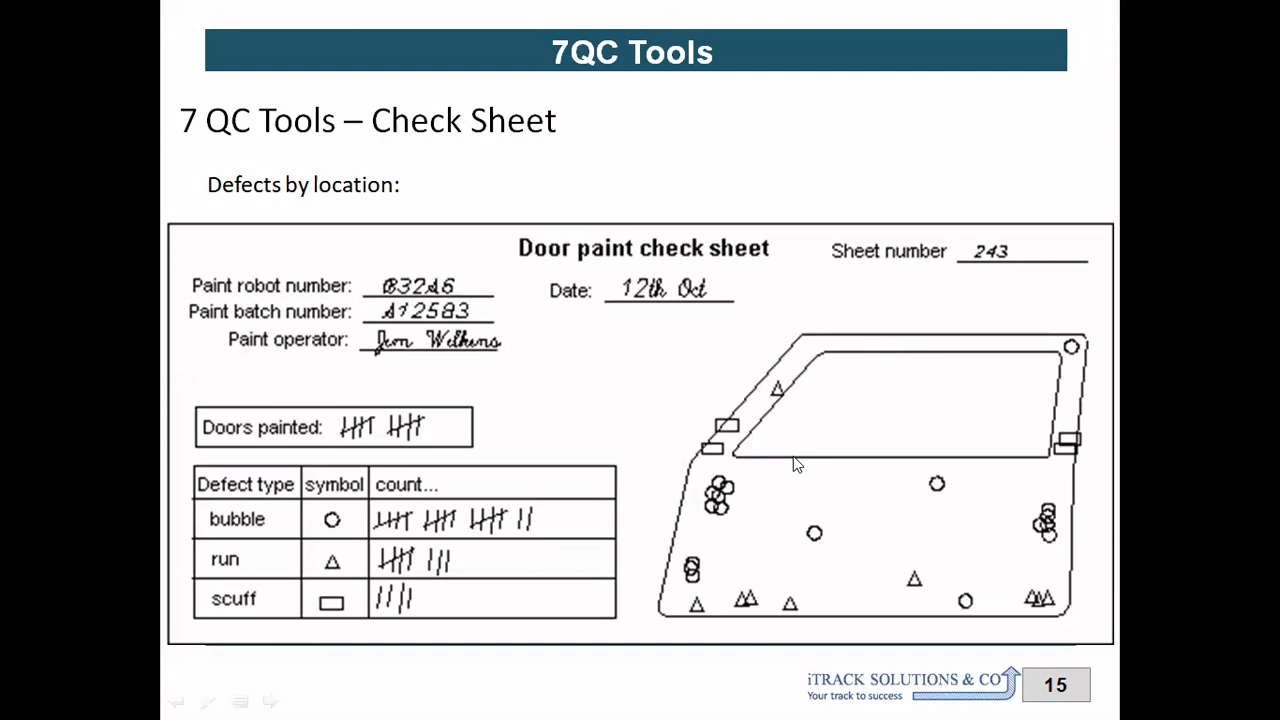 7QC Tools
7 QC Tools – Check Sheet
Defects by location:
Door paint check sheet
Sheet number 243
Paint robot number:
Date: 12th Oct
Paint batch number: A12583
Paint operator: Jim Wilkens
Doors painted:
Defect type symbol count...
bubble
run
scuff
iTRACK SOLUTIONS & CO
Your track to success
15